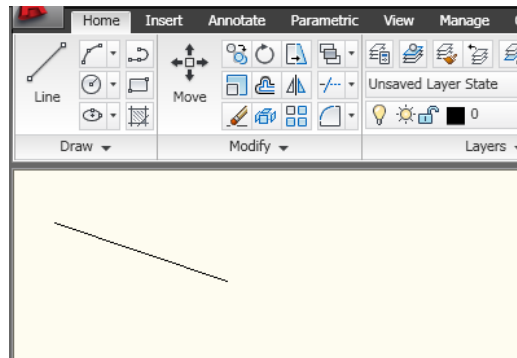 Home Insert Annotate Parametric View Manage
Line
Move
Unsaved Layer State
0
Draw Modify Layers